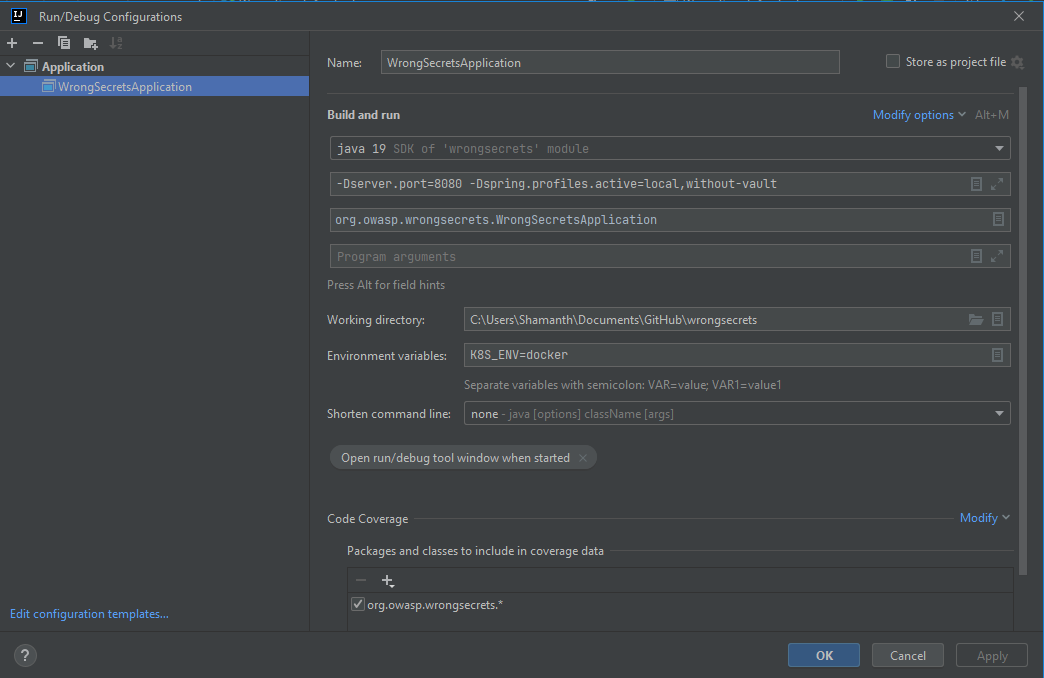 Run/Debug Configurations
Application
WrongSecretsApplication
Edit configuration templates...
Name: WrongSecretsApplication Store as project file
Build and run Modify options Alt+M
java 19 SDK of 'wrongsecrets' module
-Dserver.port=8080 -Dspring.profiles.active=local,without-vault
org.owasp.wrongsecrets.WrongSecretsApplication
Program arguments
Press Alt for field hints
Working directory: C:\Users\Shamanth\Documents\GitHub\wrongsecrets
Environment variables: K8S_ENV=docker
Separate variables with semicolon: VAR=value; VAR1=value1
Shorten command line: none - java [options] className [args]
Open run/debug tool window when started
Code Coverage Modify
Packages and classes to include in coverage data
org.owasp.wrongsecrets.*
? OK Cancel Apply